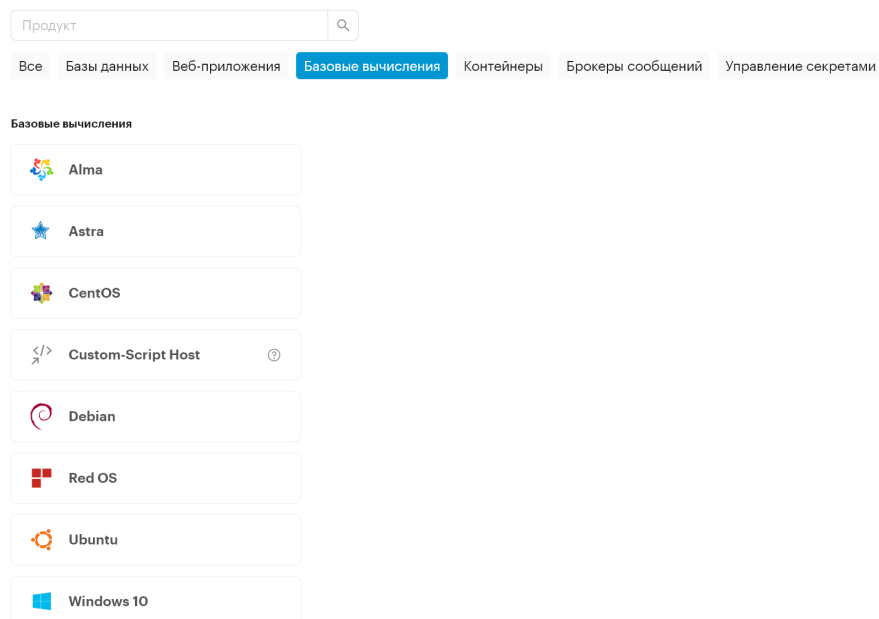 Продукт
Все Базы данных Веб-приложения Базовые вычисления Контейнеры Брокеры сообщений Управление секретами
Базовые вычисления
Alma
Astra
CentOS
Custom-Script Host
Debian
Red OS
Ubuntu
Windows 10